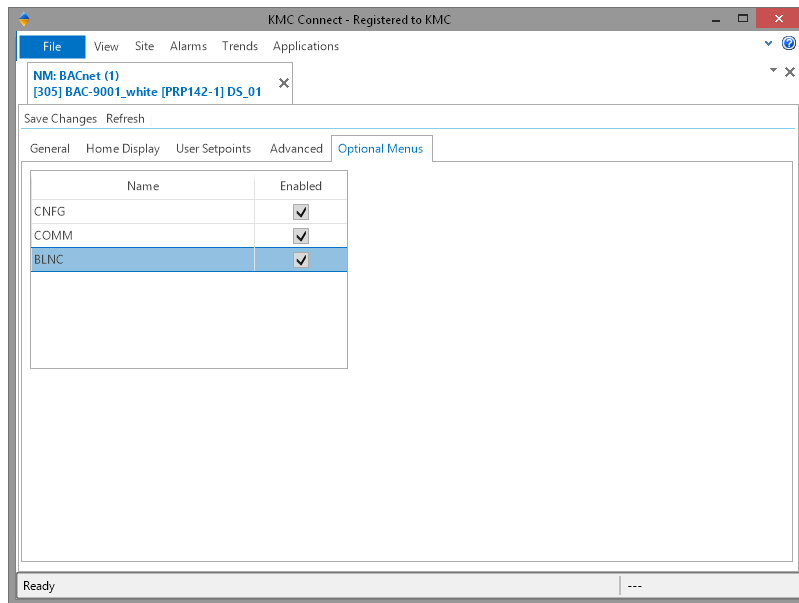 KMC Connect - Registered to KMC
File View Site Alarms Trends Applications
NM: BACnet (1)
[305] BAC-9001_white [PRP142-1] DS_01
Save Changes Refresh
General Home Display User Setpoints Advanced Optional Menus
Name Enabled
CNFG
COMM
BLNC
Ready ---